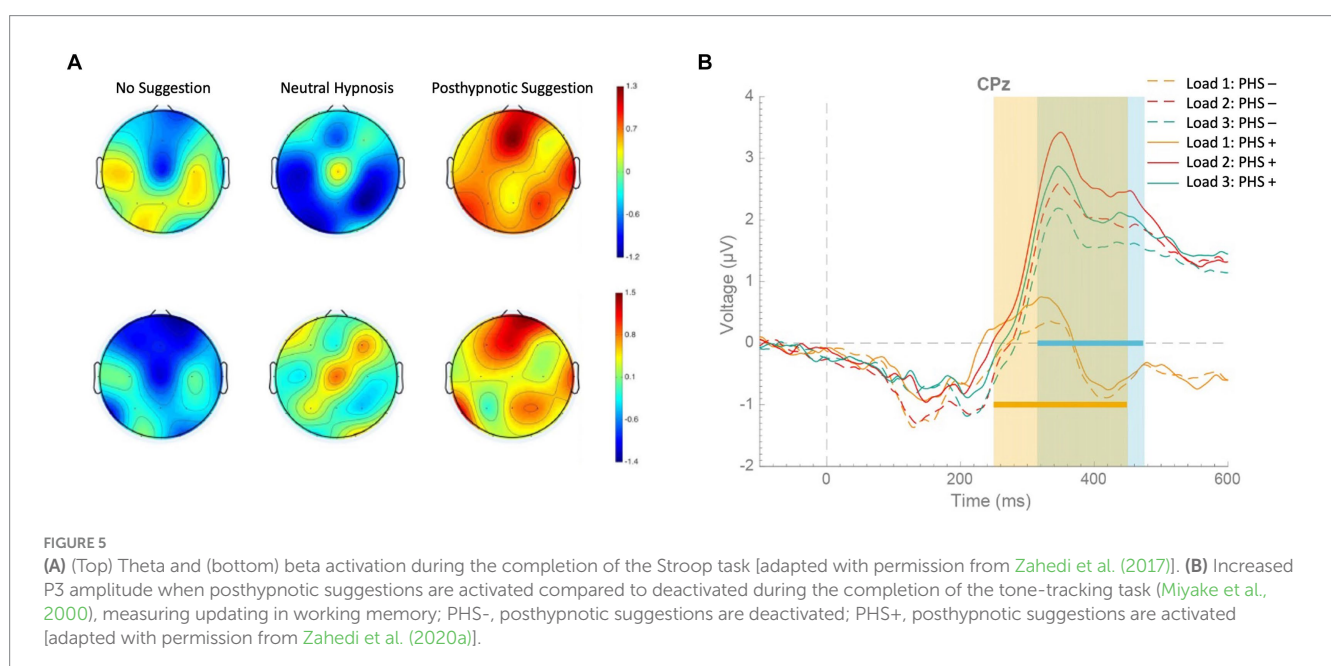 A
No Suggestion
Neutral Hypnosis
Posthypnotic Suggestion
1.3
0.7
-0.6
-1.2
1.5
0.8
0.1
-0.6
-1.4
B
CPz
Load 1: PHS –
Load 2: PHS –
Load 3: PHS –
Load 1: PHS +
Load 2: PHS +
Load 3: PHS +
Voltage (µV)
4
3
2
1
0
-1
-2
0
200
400
600
Time (ms)
FIGURE 5
(A) (Top) Theta and (bottom) beta activation during the completion of the Stroop task [adapted with permission from Zahedi et al. (2017)]. (B) Increased
P3 amplitude when posthypnotic suggestions are activated compared to deactivated during the completion of the tone-tracking task (Miyake et al.,
2000), measuring updating in working memory; PHS-, posthypnotic suggestions are deactivated; PHS+, posthypnotic suggestions are activated
[adapted with permission from Zahedi et al. (2020a)].